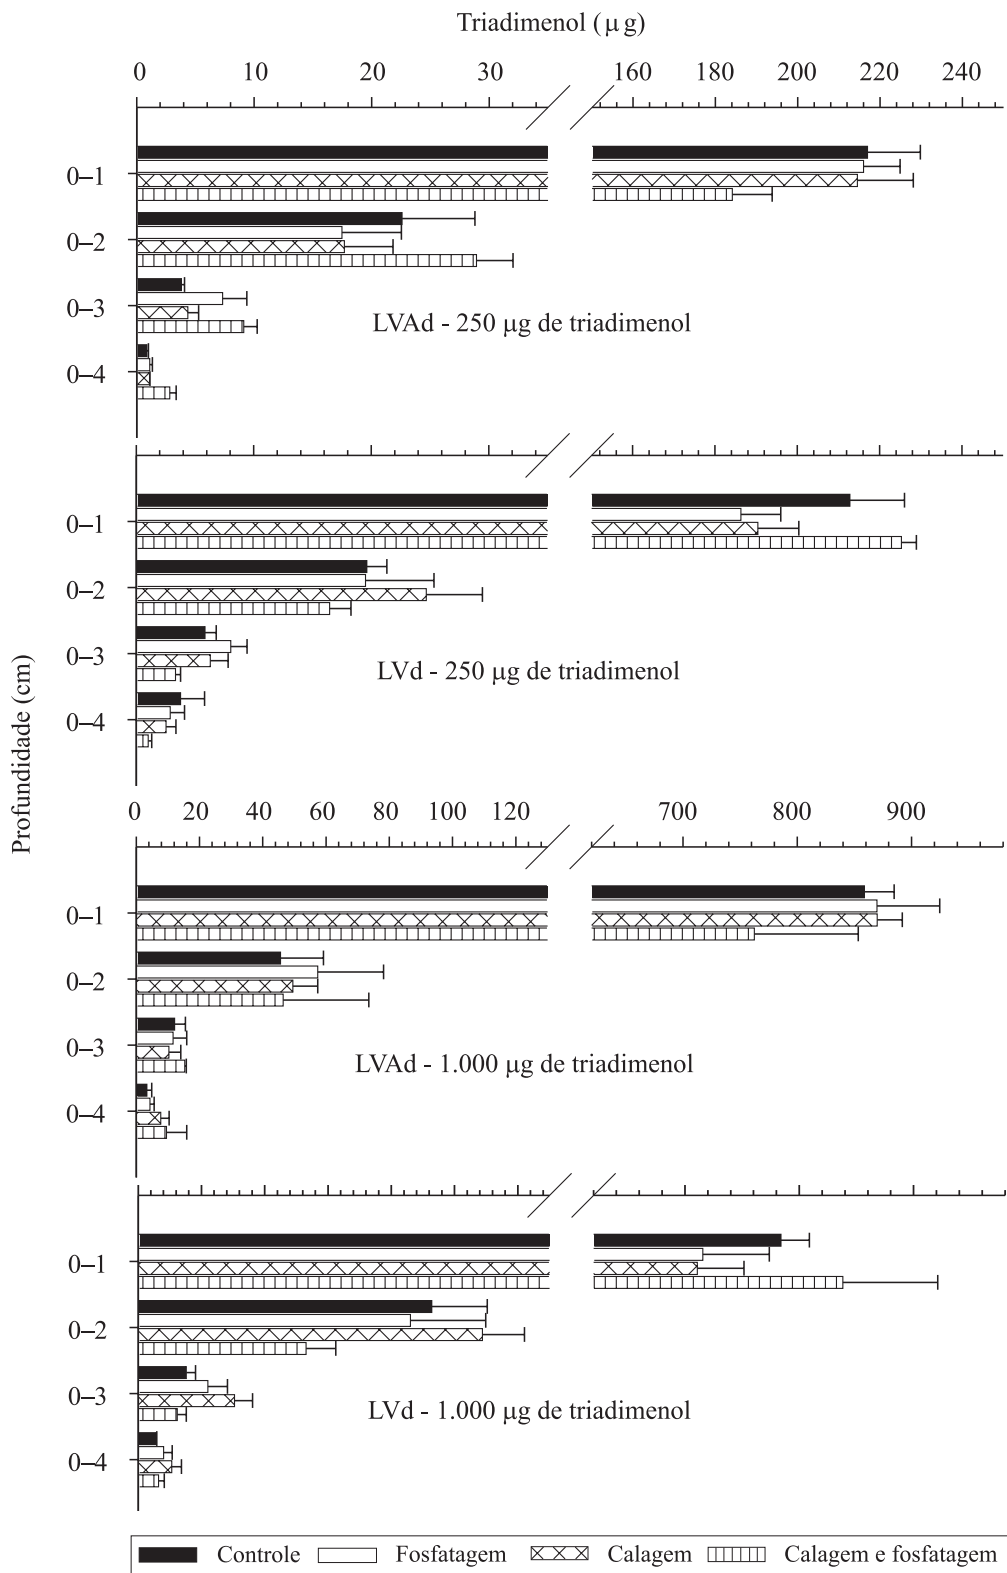 Triadimenol (μ g)
0 10 20 30 160 180 200 220 240
0–1
0–2
0–3
LVAd - 250 μg de triadimenol
0–4
0–1
0–2
0–3
LVd - 250 μg de triadimenol
0–4
Profundidade (cm)
0 20 40 60 80 100 120 700 800 900
0–1
0–2
0–3
LVAd - 1.000 μg de triadimenol
0–4
0–1
0–2
0–3
LVd - 1.000 μg de triadimenol
0–4
Controle Fosfatagem Calagem Calagem e fosfatagem